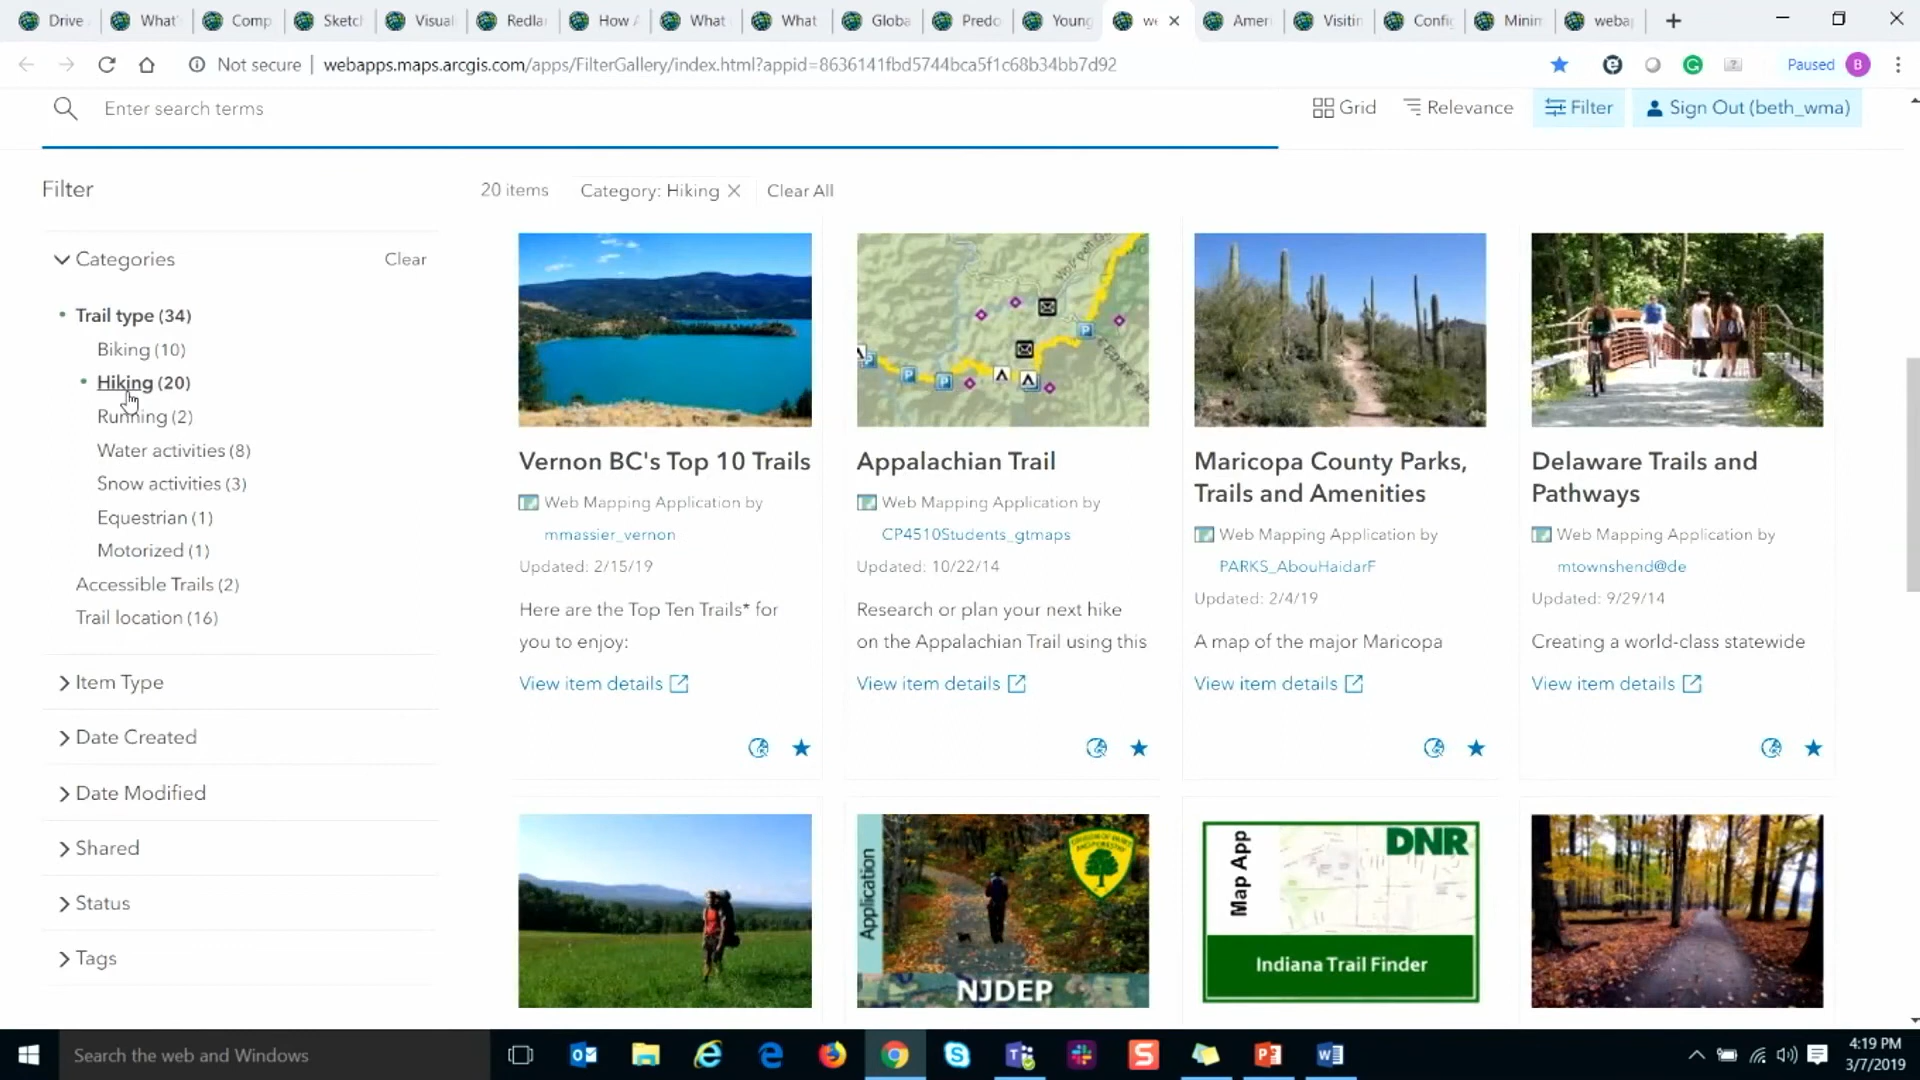 Drive
What'
Comp
Sketch
Visual
Redla
How A
What
What
Globa
Predo
Young
we
Ameri
Visitin
Config
Minim
webap
Not secure
webapps.maps.arcgis.com/apps/FilterGallery/index.html?appid=8636141fbd5744bca5f1c68b34bb7d92
Paused
B
Enter search terms
Grid
Relevance
Filter
Sign Out (beth_wma)
Filter
20 items
Category: Hiking
Clear All
Categories
Clear
Trail type (34)
Biking (10)
Hiking (20)
Running (2)
Water activities (8)
Snow activities (3)
Equestrian (1)
Motorized (1)
Accessible Trails (2)
Trail location (16)
Item Type
Date Created
Date Modified
Shared
Status
Tags
Vernon BC's Top 10 Trails
Web Mapping Application by
mmassier_vernon
Updated: 2/15/19
Here are the Top Ten Trails* for
you to enjoy:
View item details
Appalachian Trail
Web Mapping Application by
CP4510Students_gtmaps
Updated: 10/22/14
Research or plan your next hike
on the Appalachian Trail using this
View item details
Maricopa County Parks,
Trails and Amenities
Web Mapping Application by
PARKS_AbouHaidarF
Updated: 2/4/19
A map of the major Maricopa
View item details
Delaware Trails and
Pathways
Web Mapping Application by
mtownshend@de
Updated: 9/29/14
Creating a world-class statewide
View item details
Application
NJDEP
Map App
DNR
Indiana Trail Finder
Search the web and Windows
4:19 PM
3/7/2019